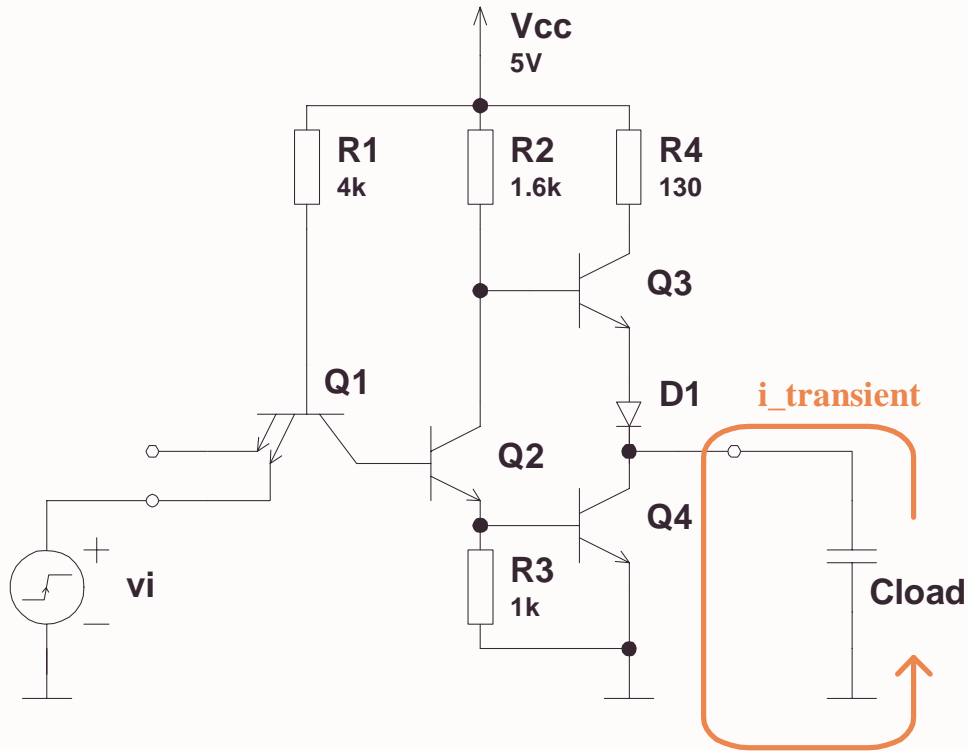 Vcc
5V
R1
4k
R2
1.6k
R4
130
Q3
Q1
D1
i_transient
Q2
Q4
+
vi
−
R3
1k
Cload